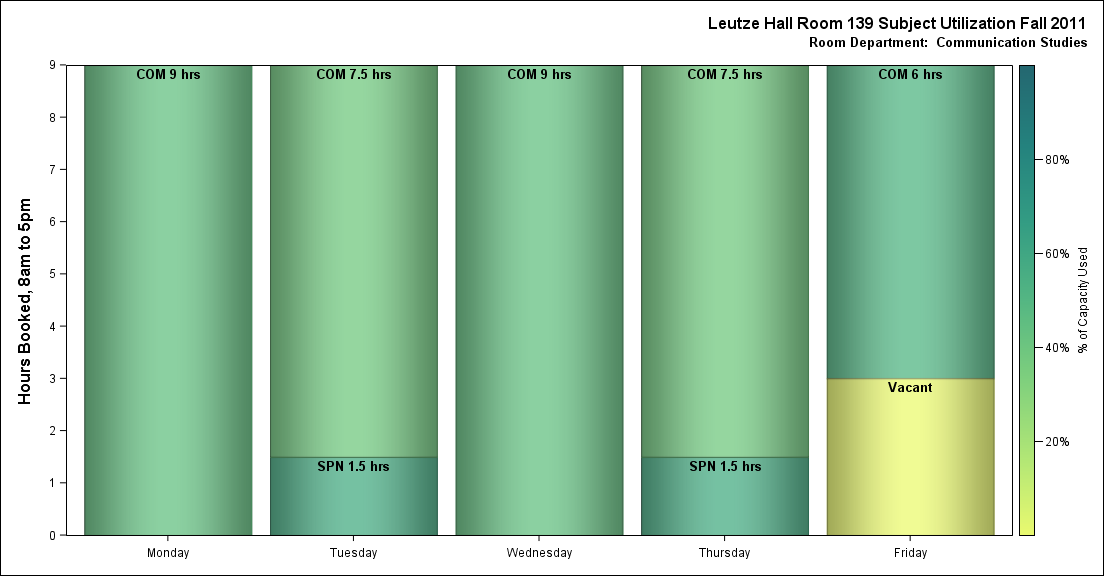 Leutze Hall Room 139 Subject Utilization Fall 2011
Room Department: Communication Studies
Hours Booked, 8am to 5pm
9
8
7
6
5
4
3
2
1
0
COM 9 hrs
COM 7.5 hrs
COM 9 hrs
COM 7.5 hrs
COM 6 hrs
Vacant
SPN 1.5 hrs
SPN 1.5 hrs
Monday
Tuesday
Wednesday
Thursday
Friday
80%
60%
40%
20%
% of Capacity Used